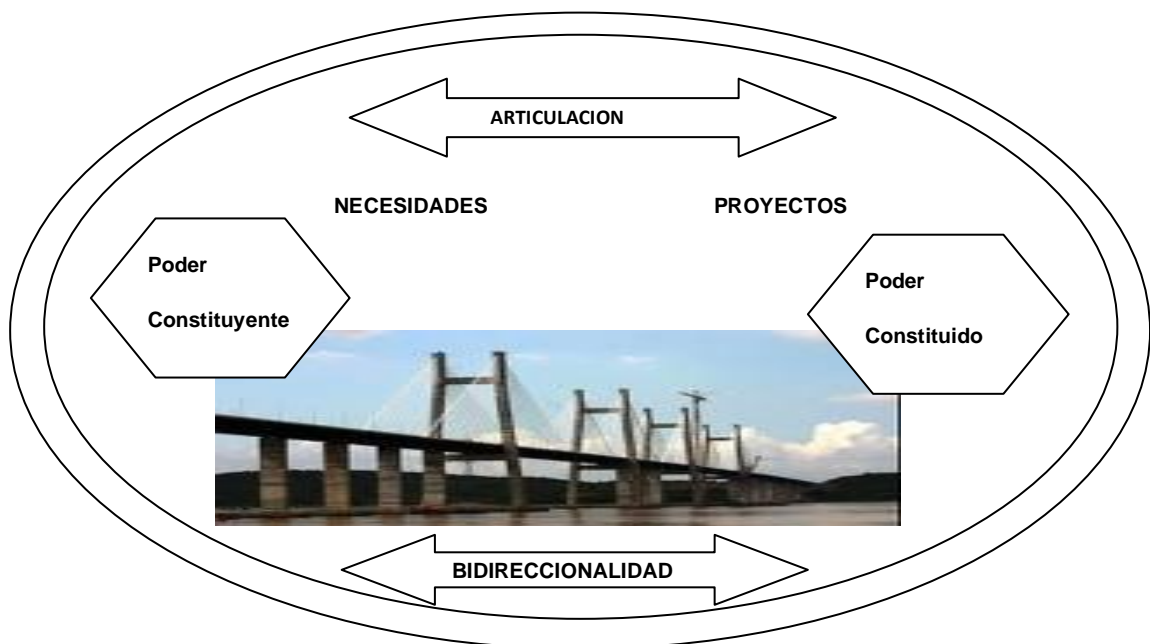 ARTICULACION
NECESIDADES
PROYECTOS
Poder
Constituyente
Poder
Constituido
BIDIRECCIONALIDAD